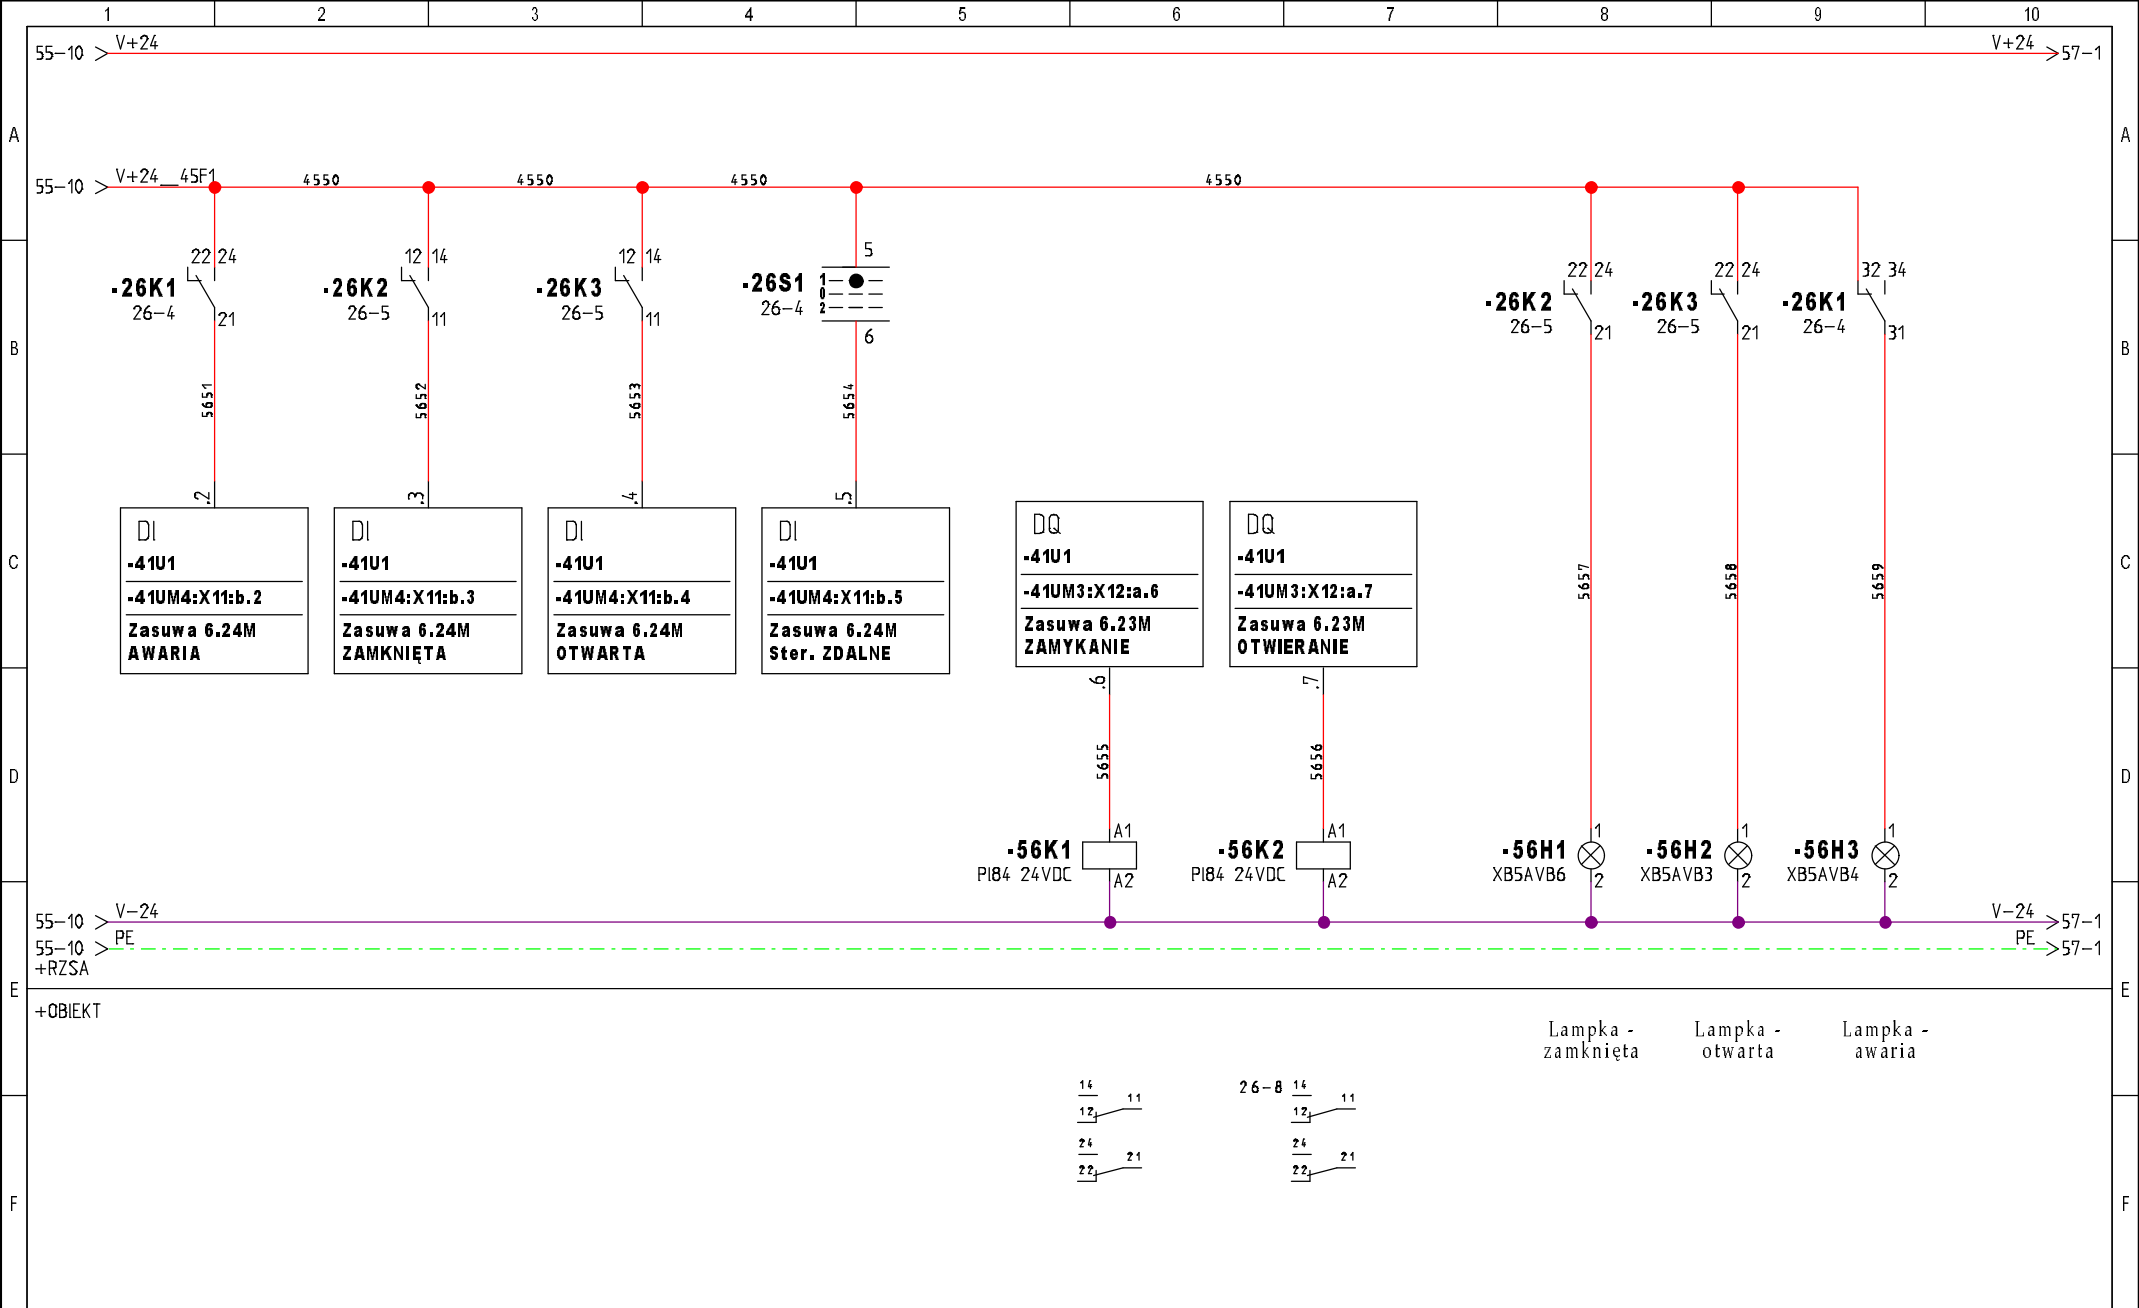 1 2 3 4 5 6 7 8 9 10
55-10 V+24 V+24 57-1
A A
55-10 V+24__45F1 4550 4550 4550 4550
22 24 12 14 12 14 5 22 24 22 24 32 34
-26K1 -26K2 -26K3 -26S1 1 0 2 -26K2 -26K3 -26K1
26-4 26-5 26-5 26-4 26-5 26-5 26-4
21 11 11 6 21 21 31
B B
5651 5652 5653 5654
.2 .3 .4 .5
DI
-41U1
-41UM4:X11:b.2
Zasuwa 6.24M
AWARIA
DI
-41U1
-41UM4:X11:b.3
Zasuwa 6.24M
ZAMKNIĘTA
DI
-41U1
-41UM4:X11:b.4
Zasuwa 6.24M
OTWARTA
DI
-41U1
-41UM4:X11:b.5
Zasuwa 6.24M
Ster. ZDALNE
DQ
-41U1
-41UM3:X12:a.6
Zasuwa 6.23M
ZAMYKANIE
DQ
-41U1
-41UM3:X12:a.7
Zasuwa 6.23M
OTWIERANIE
C C
5657 5658 5659
.6 .7
5655 5656
D D
A1 A1 1 1 1
-56K1 -56K2 -56H1 -56H2 -56H3
PI84 24VDC PI84 24VDC XB5AVB6 XB5AVB3 XB5AVB4
A2 A2 2 2 2
55-10 V-24 V-24 57-1
55-10 PE PE 57-1
+RZSA
E E
+OBIEKT
Lampka -
zamknięta
Lampka -
otwarta
Lampka -
awaria
14 26-8 14
11 11
12 12
24 24
21 21
22 22
F F